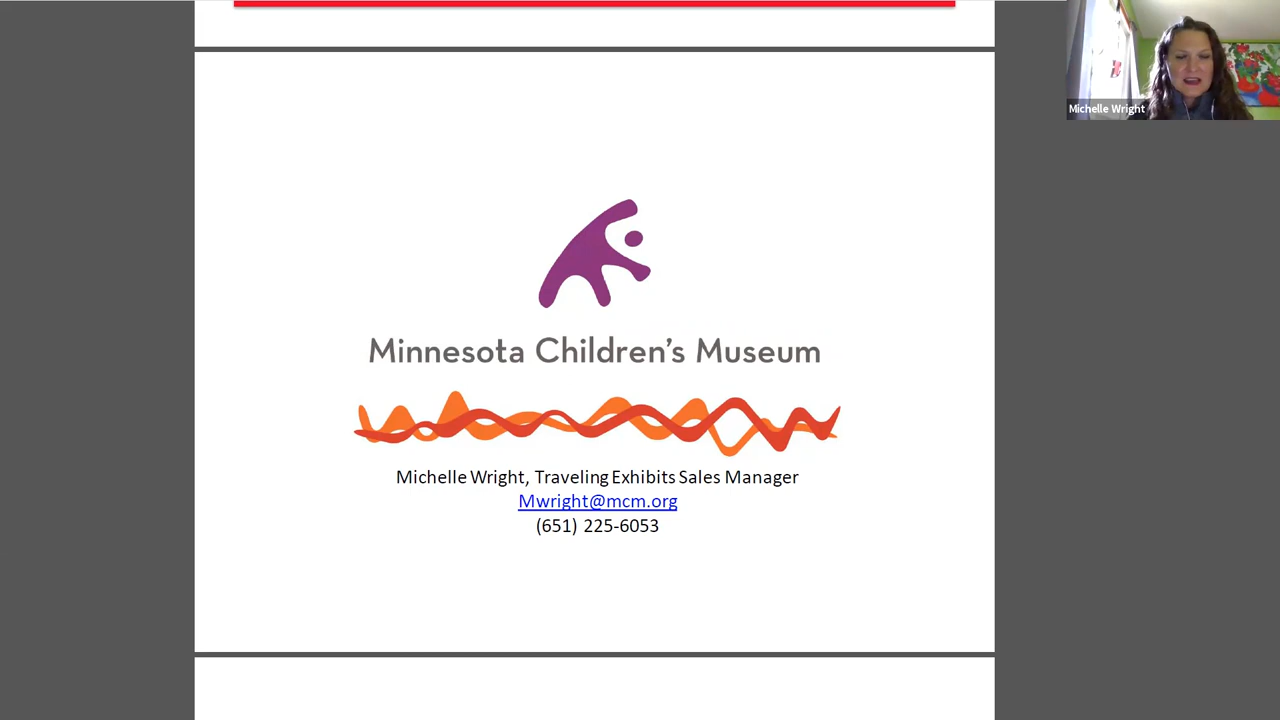 Michelle Wright
Minnesota Children's Museum
Michelle Wright, Traveling Exhibits Sales Manager
Mwright@mcm.org
(651) 225-6053